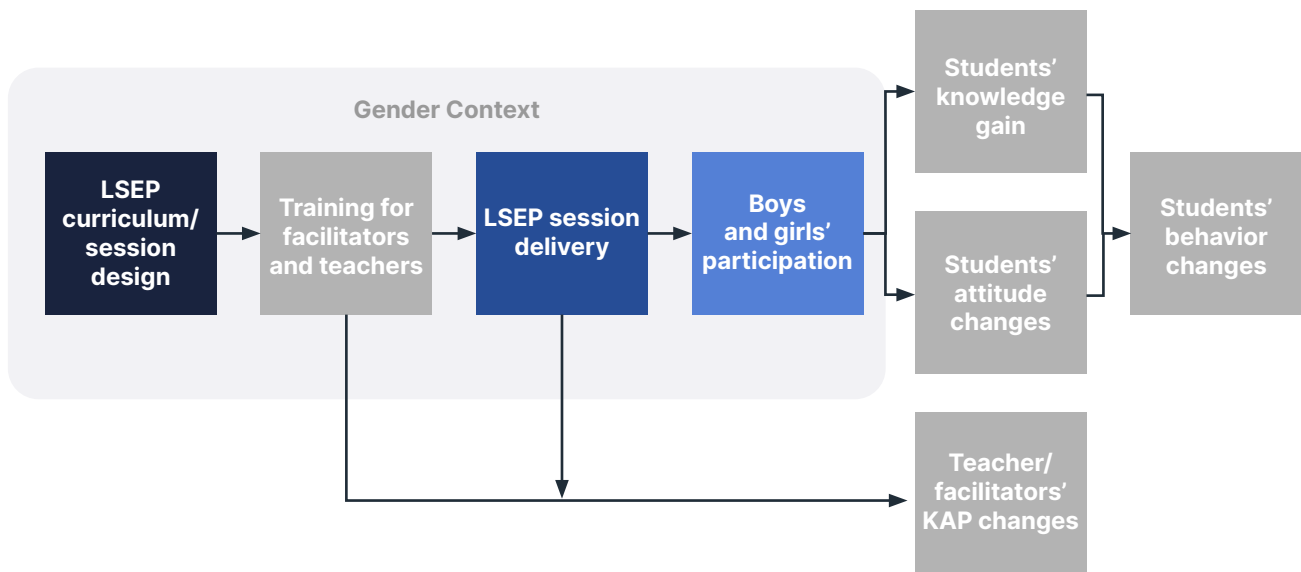 Gender Context
LSEP
curriculum/
session
design
Training for
facilitators
and teachers
LSEP session
delivery
Boys
and girls’
participation
Students’
knowledge
gain
Students’
attitude
changes
Students’
behavior
changes
Teacher/
facilitators’
KAP changes